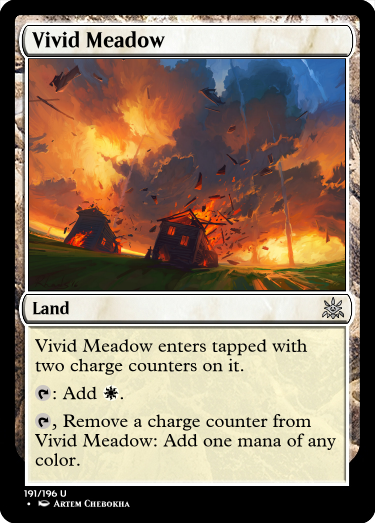 Vivid Meadow
Land
Vivid Meadow enters tapped with
two charge counters on it.
: Add .
, Remove a charge counter from
Vivid Meadow: Add one mana of any
color.
191/196 U
• Artem Chebokha